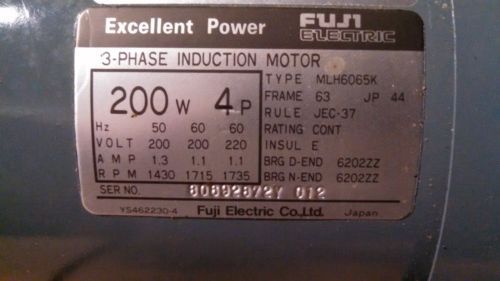 Excellent Power FUJI ELECTRIC
3-PHASE INDUCTION MOTOR
200 W 4 P
Hz 50 60 60
VOLT 200 200 220
AMP 1.3 1.1 1.1
RPM 1430 1715 1735
TYPE MLH6065K
FRAME 63 JP 44
RULE JEC-37
RATING CONT
INSUL E
BRG D-END 6202ZZ
BRG N-END 6202ZZ
SER NO. 806928727 012
YS462230-4 Fuji Electric Co.,Ltd. Japan